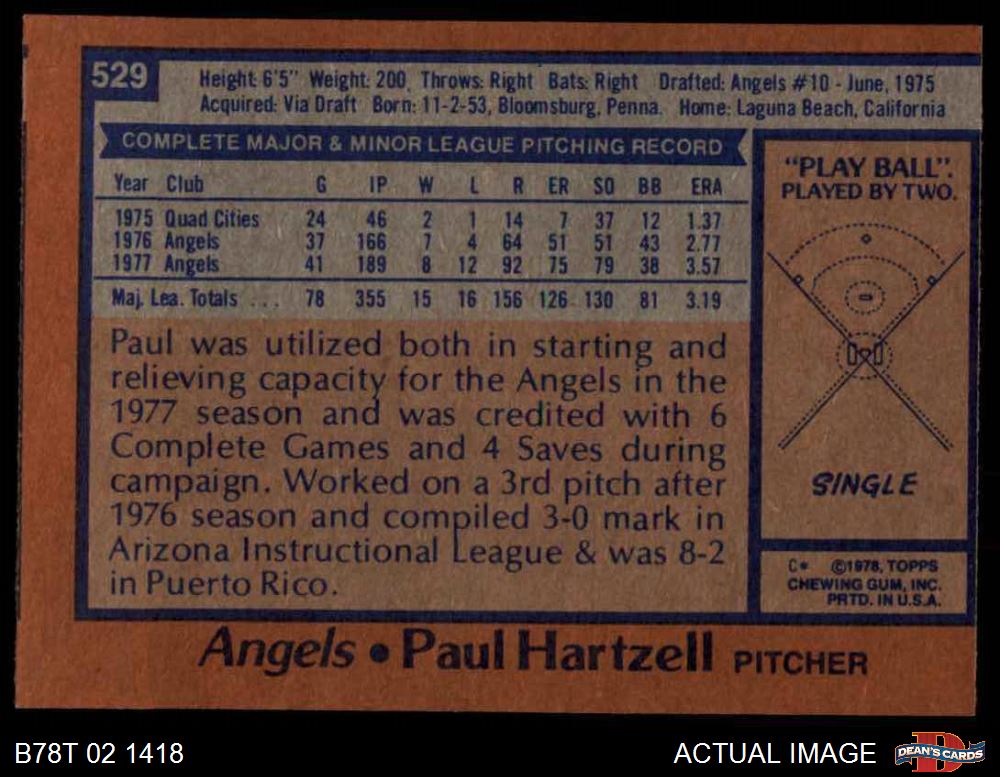 529
Height: 6'5" Weight: 200 Throws: Right Bats: Right Drafted: Angels #10 - June, 1975
Acquired: Via Draft Born: 11-2-53, Bloomsburg, Penna. Home: Laguna Beach, California
COMPLETE MAJOR & MINOR LEAGUE PITCHING RECORD
Year Club G IP W L R ER SO BB ERA
1975 Quad Cities 24 46 2 1 14 7 37 12 1.37
1976 Angels 37 166 7 4 64 51 51 43 2.77
1977 Angels 41 189 8 12 92 75 79 38 3.57
Maj. Lea. Totals ... 78 355 15 16 156 126 130 81 3.19
Paul was utilized both in starting and
relieving capacity for the Angels in the
1977 season and was credited with 6
Complete Games and 4 Saves during
campaign. Worked on a 3rd pitch after
1976 season and compiled 3-0 mark in
Arizona Instructional League & was 8-2
in Puerto Rico.
"PLAY BALL".
PLAYED BY TWO.
SINGLE
C* ©1978, TOPPS
CHEWING GUM, INC.
PRTD. IN U.S.A.
Angels • Paul Hartzell PITCHER
B78T 02 1418
ACTUAL IMAGE
DEAN'S CARDS